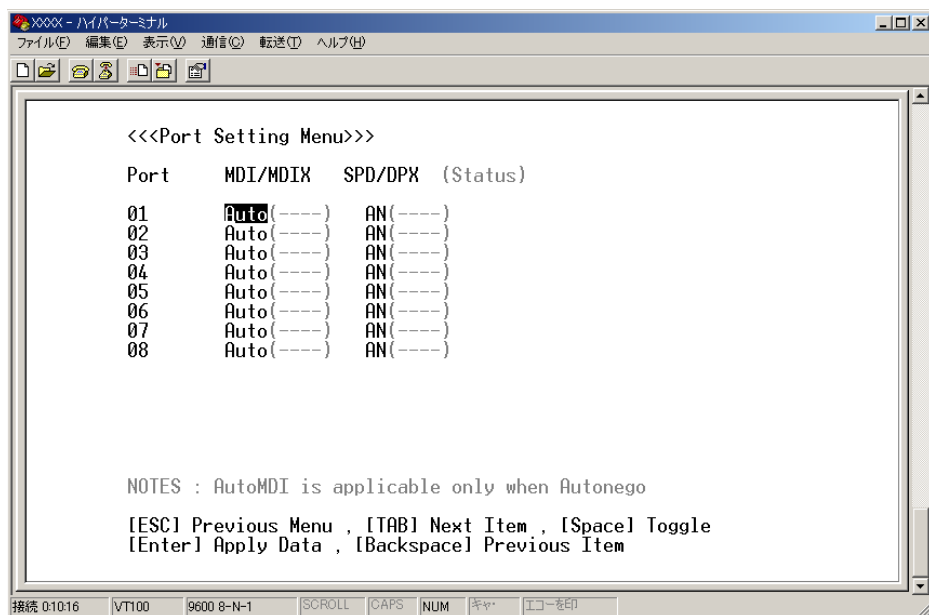 XXXX - ハイパーターミナル
ファイル(F) 編集(E) 表示(V) 通信(C) 転送(T) ヘルプ(H)
<<<Port Setting Menu>>>
Port MDI/MDIX SPD/DPX (Status)
01 Auto(----) AN(----)
02 Auto(----) AN(----)
03 Auto(----) AN(----)
04 Auto(----) AN(----)
05 Auto(----) AN(----)
06 Auto(----) AN(----)
07 Auto(----) AN(----)
08 Auto(----) AN(----)
NOTES : AutoMDI is applicable only when Autonego
[ESC] Previous Menu , [TAB] Next Item , [Space] Toggle
[Enter] Apply Data , [Backspace] Previous Item
接続 0:10:16 VT100 9600 8-N-1 SCROLL CAPS NUM キャ エコーを印